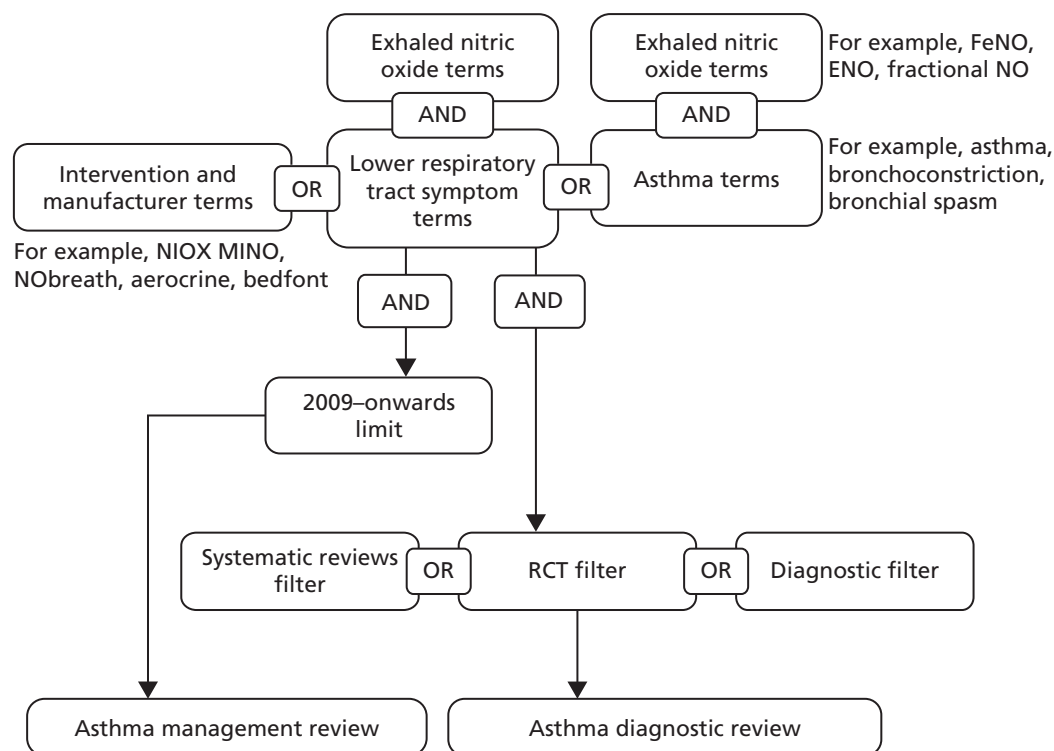 Exhaled nitric
oxide terms
Exhaled nitric
oxide terms
For example, FeNO,
ENO, fractional NO
AND
AND
Intervention and
manufacturer terms
OR
Lower respiratory
tract symptom
terms
OR
Asthma terms
For example, asthma,
bronchoconstriction,
bronchial spasm
For example, NIOX MINO,
NObreath, aerocrine, bedfont
AND
AND
2009–onwards
limit
Systematic reviews
filter
OR
RCT filter
OR
Diagnostic filter
Asthma management review
Asthma diagnostic review